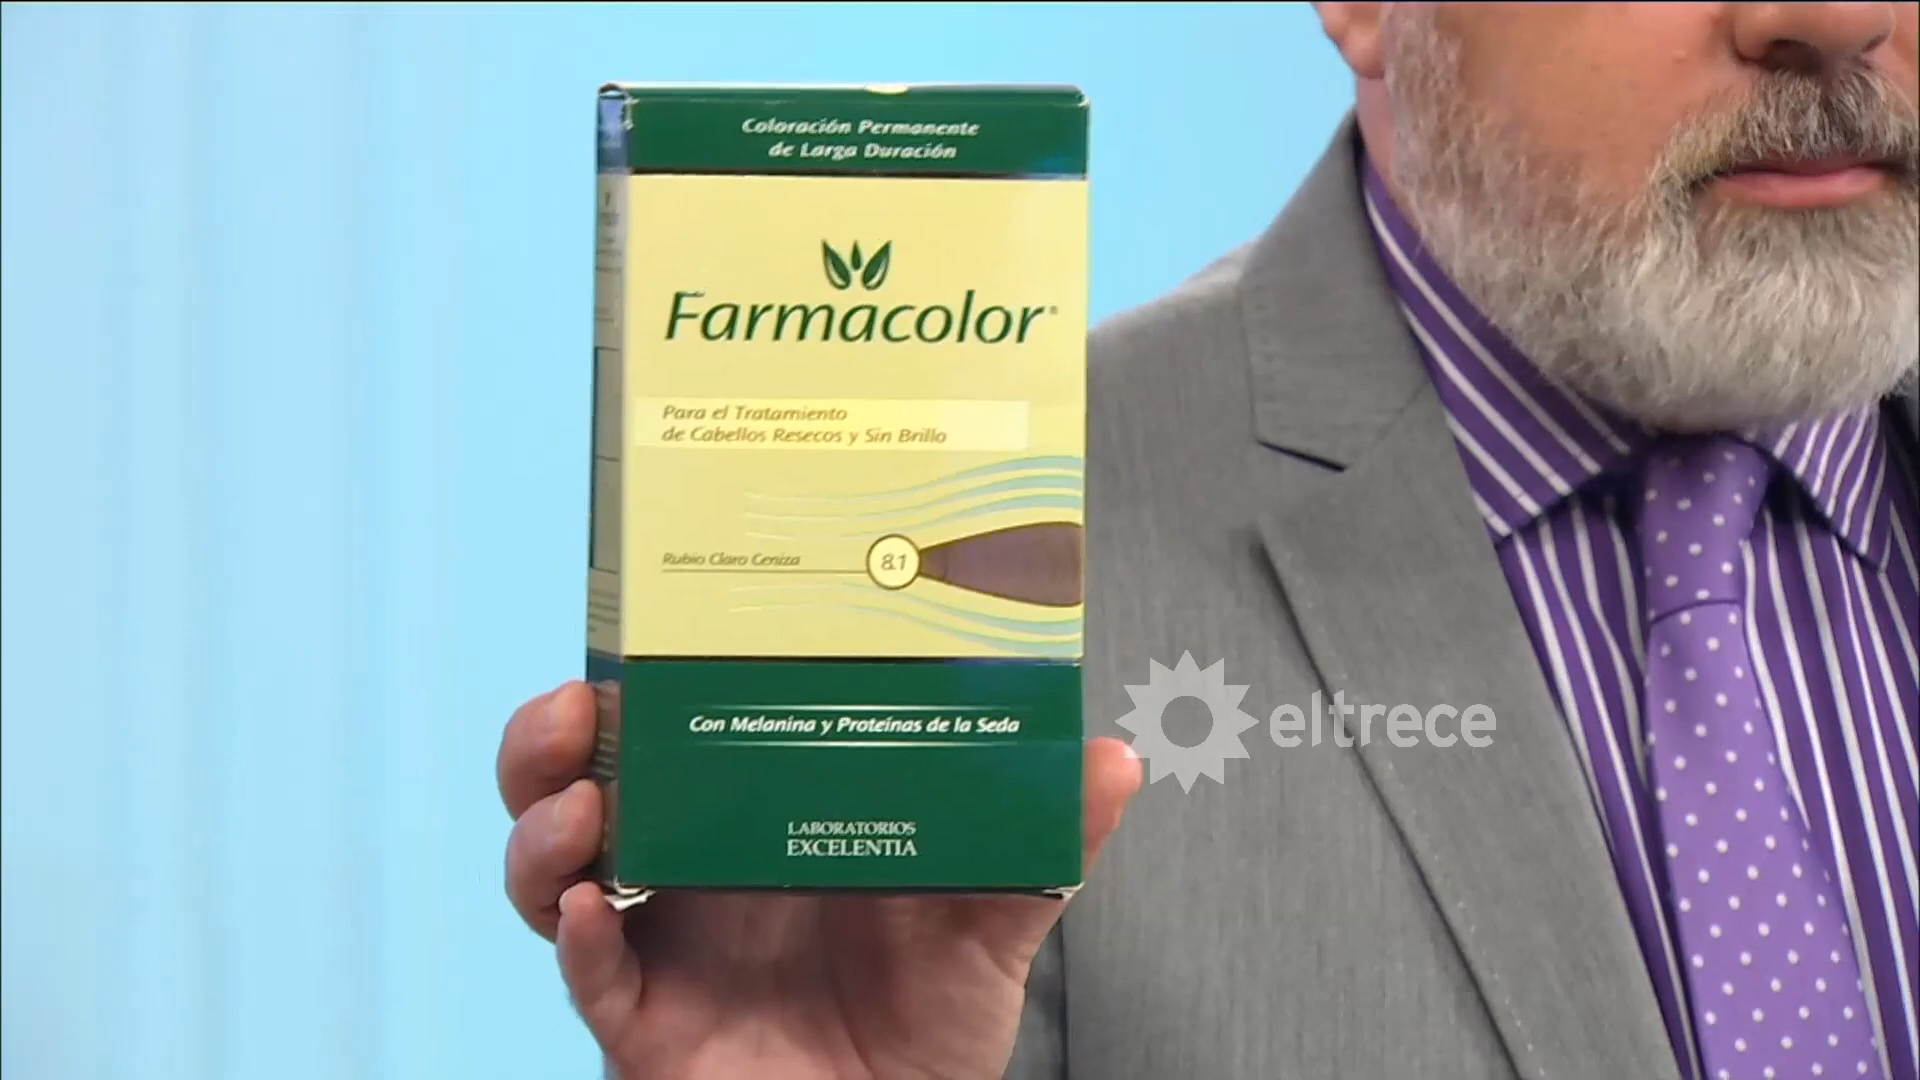 Coloración Permanente
de Larga Duración
Farmacolor®
Para el Tratamiento
de Cabellos Resecos y Sin Brillo
Rubio Claro Ceniza
8.1
Con Melanina y Proteínas de la Seda
LABORATORIOS
EXCELENTIA
eltrece